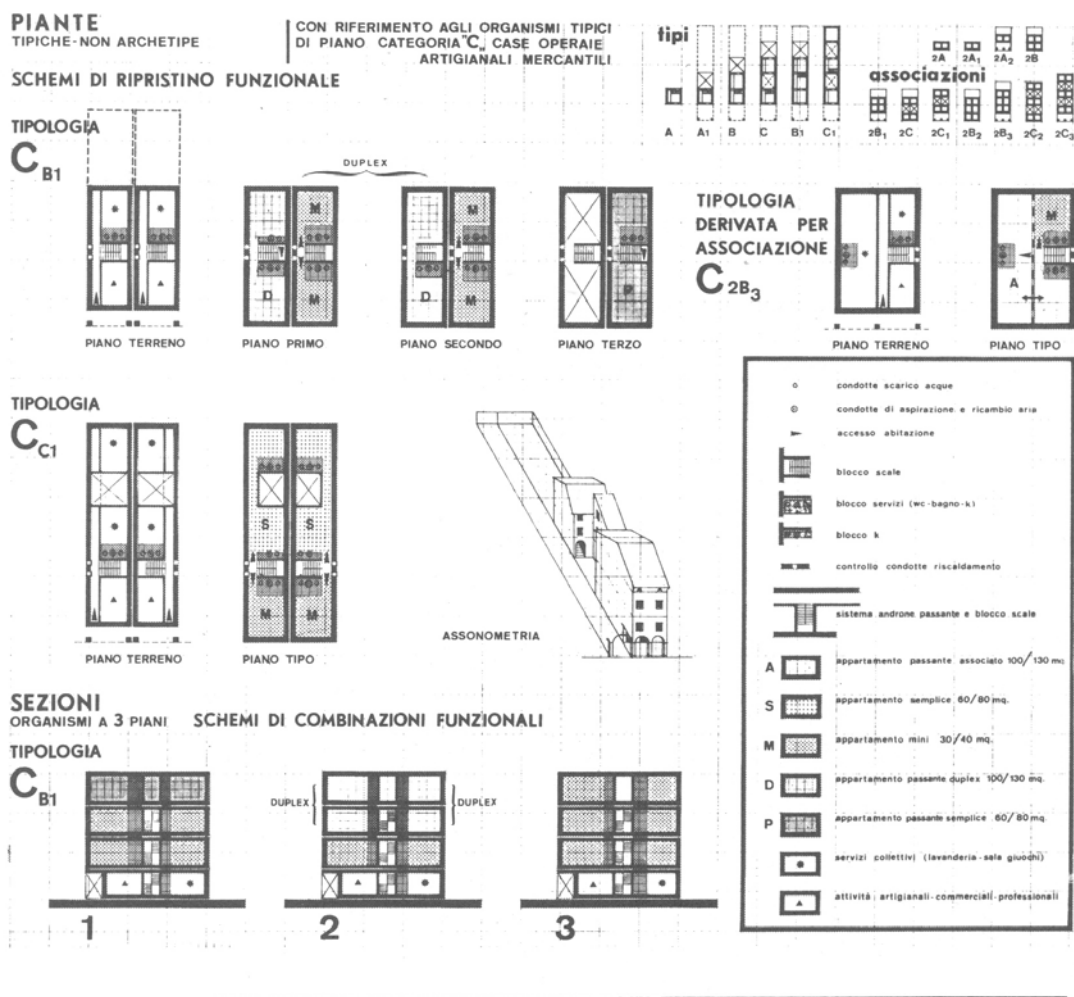 PIANTE
TIPICHE-NON ARCHETIPE
CON RIFERIMENTO AGLI ORGANISMI TIPICI
DI PIANO CATEGORIA "C„ CASE OPERAIE
ARTIGIANALI MERCANTILI
SCHEMI DI RIPRISTINO FUNZIONALE
tipi
A A1 B C B1 C1
2A 2A1 2A2 2B
associazioni
2B1 2C 2C1 2B2 2B3 2C2 2C3
TIPOLOGIA
CB1
DUPLEX
M M
D M D M P
PIANO TERRENO PIANO PRIMO PIANO SECONDO PIANO TERZO
TIPOLOGIA
DERIVATA PER
ASSOCIAZIONE
C2B3
M
A
PIANO TERRENO PIANO TIPO
TIPOLOGIA
CC1
S S
M M
PIANO TERRENO PIANO TIPO
ASSONOMETRIA
condotte scarico acque
condotte di aspirazione e ricambio aria
accesso abitazione
blocco scale
blocco servizi (wc-bagno-k)
blocco k
controllo condotte riscaldamento
sistema androne passante e blocco scale
A appartamento passante associato 100/130 mq
S appartamento semplice 60/80 mq.
M appartamento mini 30/40 mq.
D appartamento passante duplex 100/130 mq.
P appartamento passante semplice 60/80 mq.
servizi collettivi (lavanderia-sala giuochi)
attività artigianali-commerciali-professionali
SEZIONI
ORGANISMI A 3 PIANI SCHEMI DI COMBINAZIONI FUNZIONALI
TIPOLOGIA
CB1
DUPLEX DUPLEX
1 2 3